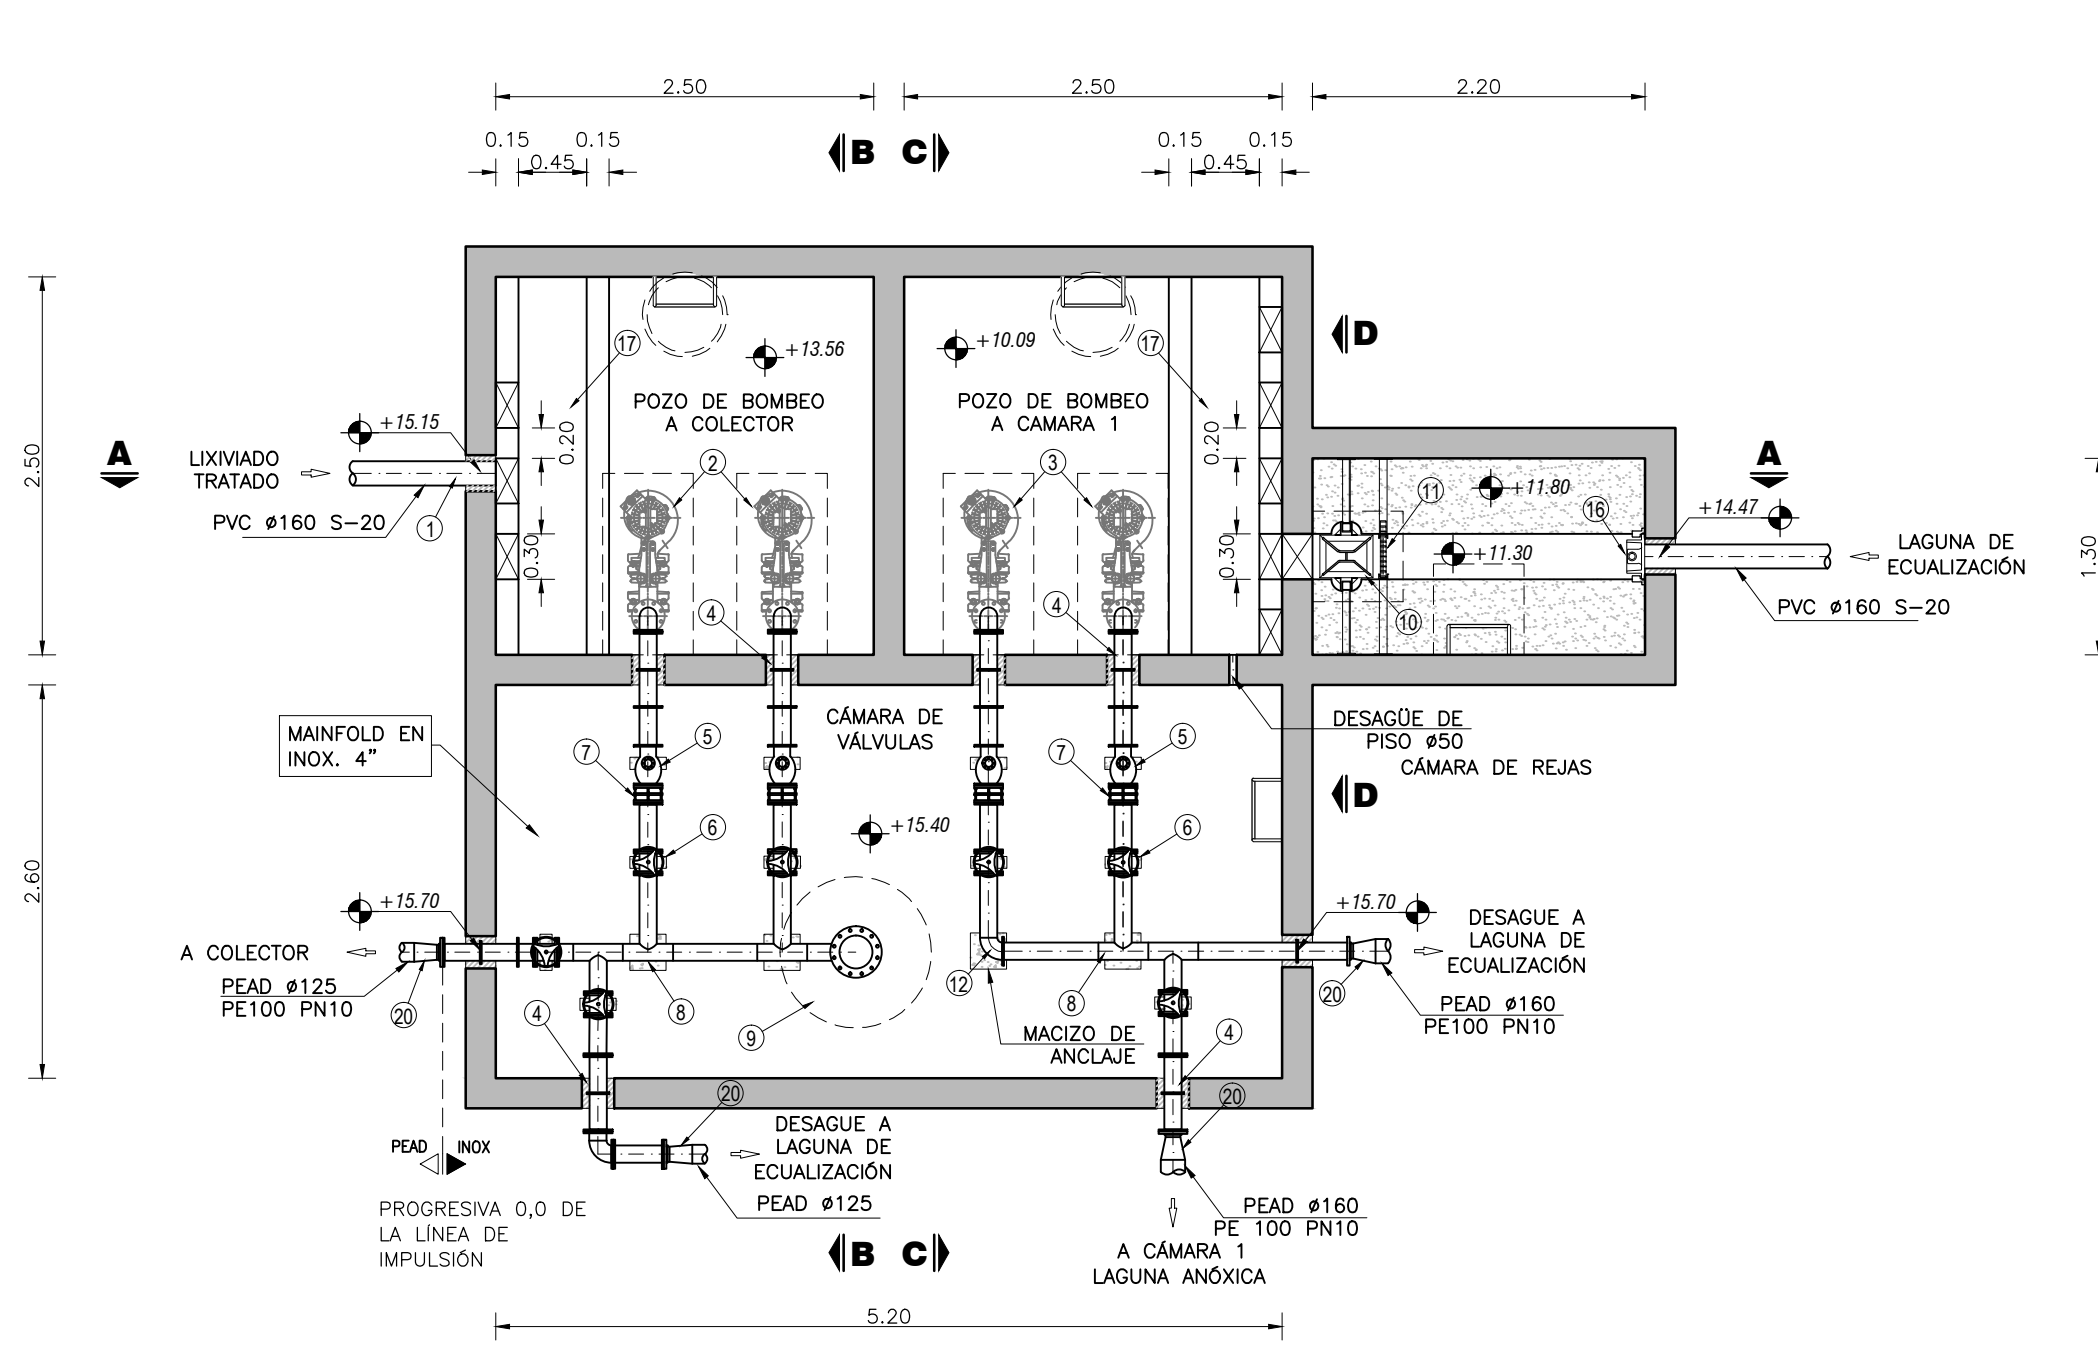 2.50
2.50
2.20
0.15
0.15
0.45
B
C
0.15
0.15
0.45
2.50
A
LIXIVIADO
TRATADO
+15.15
PVC ø160 S-20
1
17
0.20
0.30
+13.56
POZO DE BOMBEO
A COLECTOR
2
4
+10.09
POZO DE BOMBEO
A CAMARA 1
17
0.20
0.30
3
4
D
11
+11.80
+11.30
16
10
A
+14.47
LAGUNA DE
ECUALIZACIÓN
PVC ø160 S-20
1.30
2.60
MAINFOLD EN
INOX. 4"
7
5
6
CÁMARA DE
VÁLVULAS
+15.40
7
5
6
DESAGÜE DE
PISO ø50
CÁMARA DE REJAS
D
+15.70
A COLECTOR
PEAD ø125
PE100 PN10
20
4
8
9
12
8
MACIZO DE
ANCLAJE
4
+15.70
DESAGUE A
LAGUNA DE
ECUALIZACIÓN
20
PEAD ø160
PE100 PN10
20
DESAGUE A
LAGUNA DE
ECUALIZACIÓN
PEAD ø125
20
PEAD ø160
PE 100 PN10
A CÁMARA 1
LAGUNA ANÓXICA
PEAD
INOX
PROGRESIVA 0,0 DE
LA LÍNEA DE
IMPULSIÓN
B
C
5.20